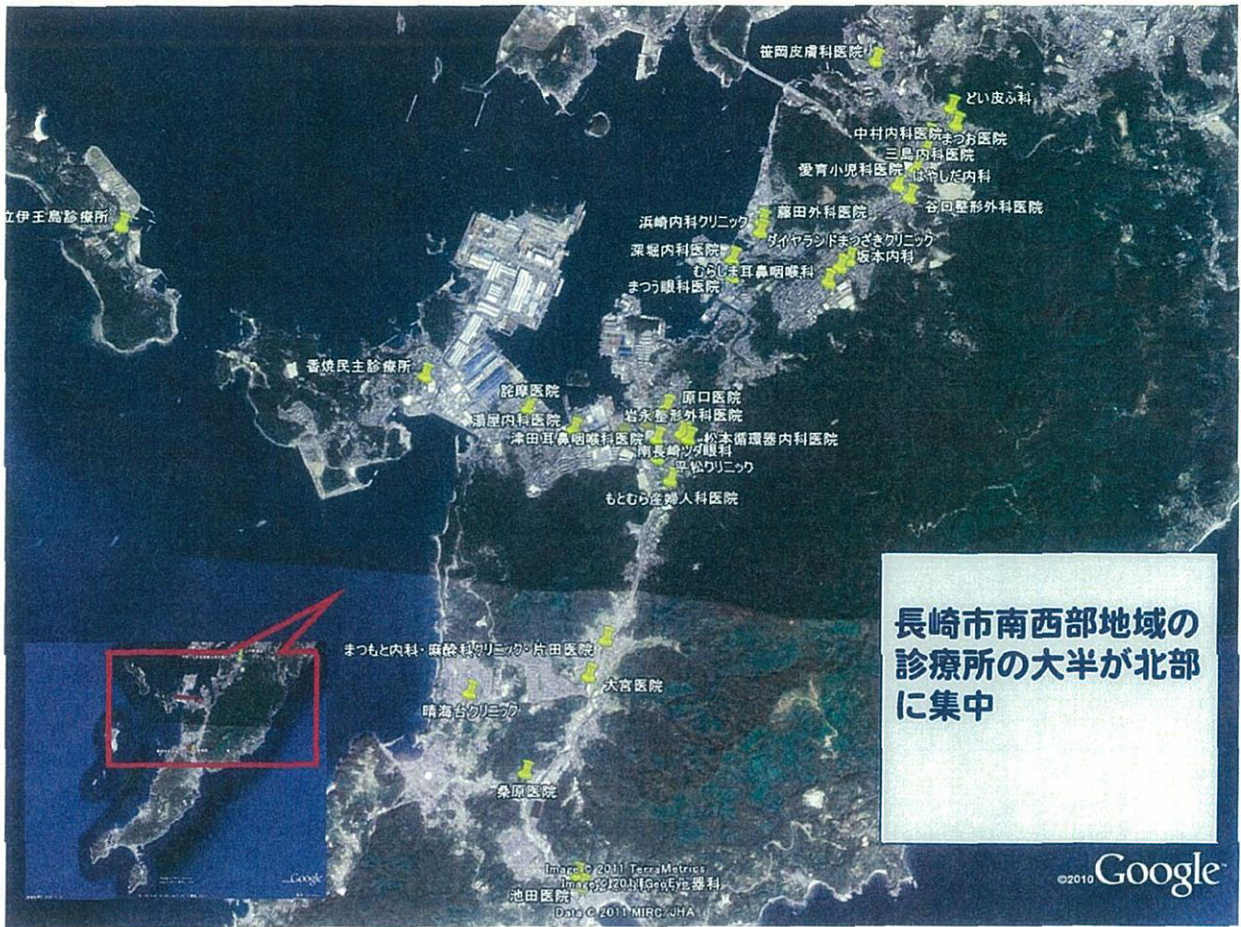 笹岡皮膚科医院
どい皮ふ科
中村内科医院
まつお医院
三島内科医院
愛育小児科医院
はやしだ内科
谷口整形外科医院
藤田外科医院
浜崎内科クリニック
ダイヤランドまつざきクリニック
深堀内科医院
坂本内科
むらしま耳鼻咽喉科
まつう眼科医院
立伊王島診療所
香焼民主診療所
詫摩医院
湯屋内科医院
津田耳鼻咽喉科医院
原口医院
岩永整形外科医院
松本循環器内科医院
南長崎ツダ眼科
平松クリニック
もとむら産婦人科医院
長崎市南西部地域の
診療所の大半が北部
に集中
まつもと内科・麻酔科クリニック・片田医院
大宮医院
晴海台クリニック
桑原医院
Image © 2011 TerraMetrics
Image © 2011 GeoEye
器科
池田医院
Data © 2011 MIRC/JHA
Google
©2010 Google